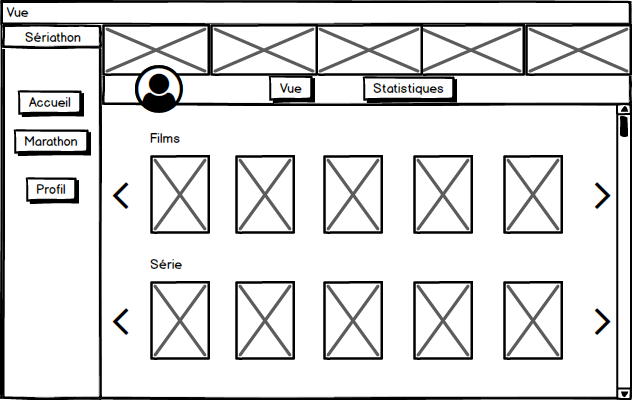 Vue
Sériathon
Accueil
Marathon
Profil
Vue
Statistiques
Films
Série